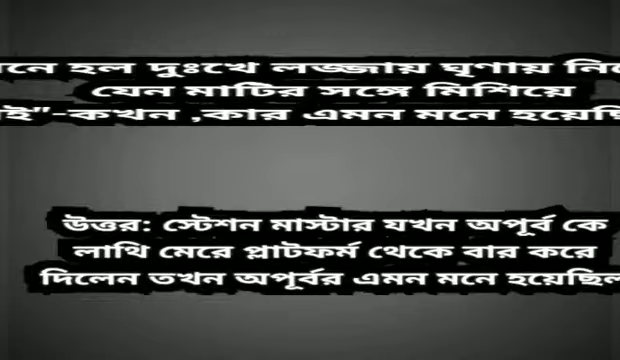 হল দুঃখে লজ্জায় ঘৃণায়
যেন মাটির সঙ্গে মিশিয়ে
যাই"-কখন ,কার এমন মনে
উত্তর: স্টেশন মাস্টার যখন অপূর্ব কে
লাথি মেরে প্লাটফর্ম থেকে বার করে
দিলেন তখন অপূর্বর এমন মনে হয়েছিল